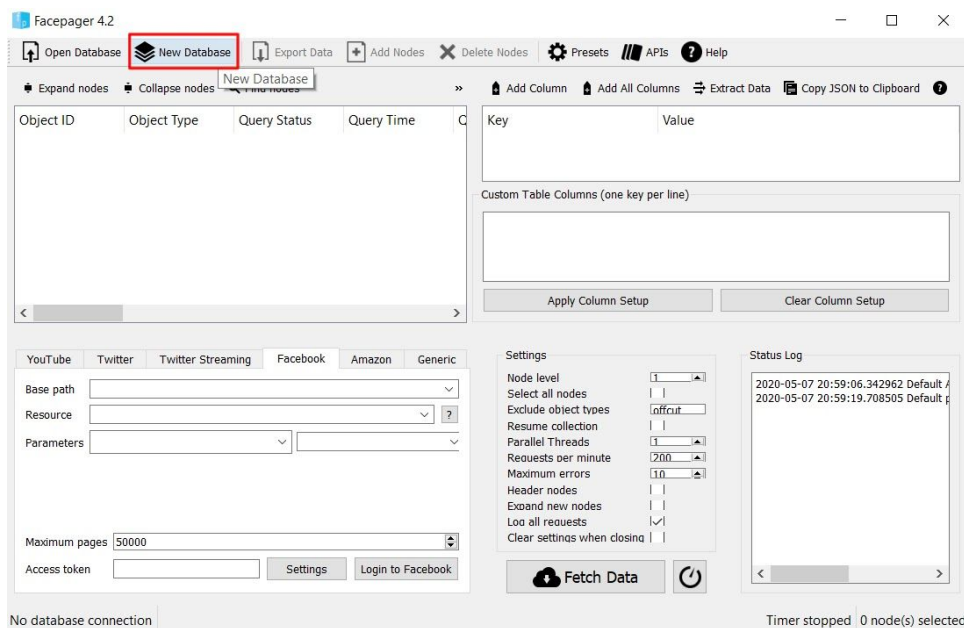 Facepager 4.2
Open Database New Database Export Data Add Nodes Delete Nodes Presets APIs Help
New Database
Expand nodes Collapse nodes Find nodes » Add Column Add All Columns Extract Data Copy JSON to Clipboard ?
Object ID Object Type Query Status Query Time Q Key Value
Custom Table Columns (one key per line)
Apply Column Setup Clear Column Setup
YouTube Twitter Twitter Streaming Facebook Amazon Generic
Base path
Resource ?
Parameters
Maximum pages 50000
Access token Settings Login to Facebook
Settings
Node level 1
Select all nodes
Exclude object types offcut
Resume collection
Parallel Threads 1
Requests per minute 200
Maximum errors 10
Header nodes
Expand new nodes
Log all requests
Clear settings when closing
Fetch Data
Status Log
2020-05-07 20:59:06.342962 Default
2020-05-07 20:59:19.708505 Default
No database connection Timer stopped 0 node(s) selected